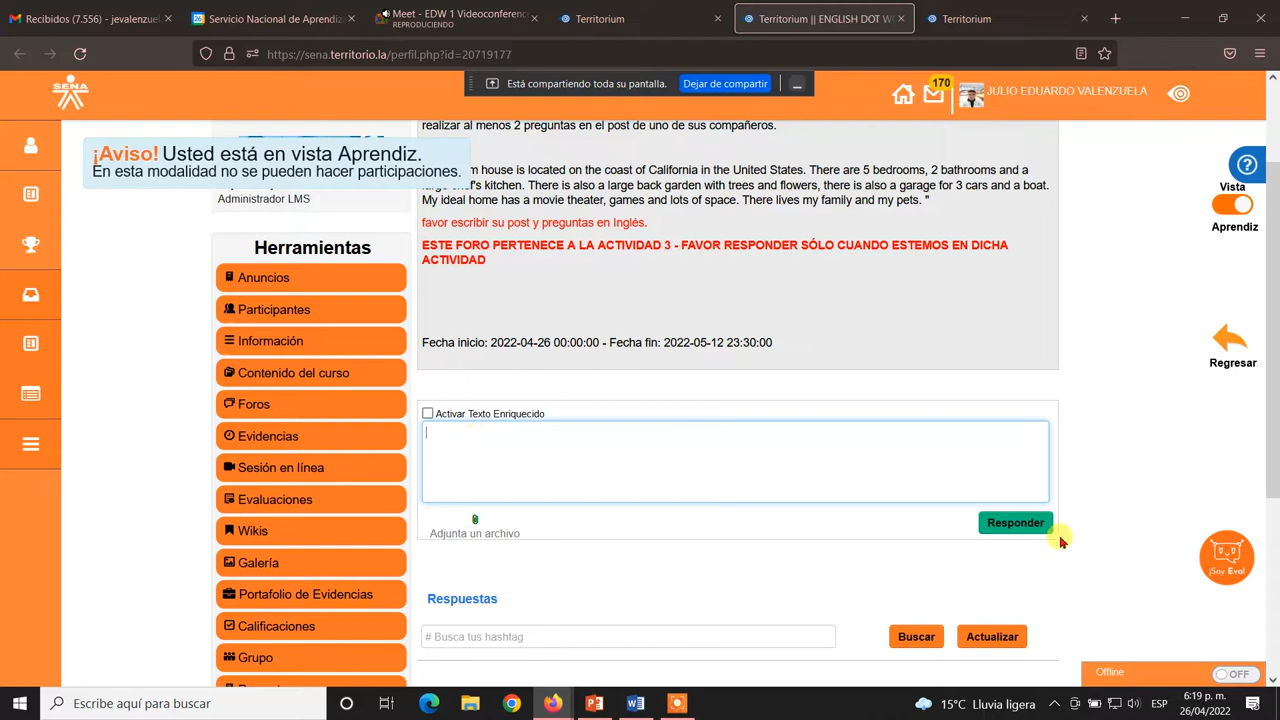 Recibidos (7.556) - jevalenzuel
Servicio Nacional de Aprendiza
Meet - EDW 1 Videoconference
REPRODUCIENDO
Territorium
Territorium || ENGLISH DOT WO
Territorium
https://sena.territorio.la/perfil.php?id=20719177
Está compartiendo toda su pantalla.
Dejar de compartir
SENA
170
JULIO EDUARDO VALENZUELA
realizar al menos 2 preguntas en el post de uno de sus compañeros.
¡Aviso! Usted está en vista Aprendiz.
En esta modalidad no se pueden hacer participaciones.
house is located on the coast of California in the United States. There are 5 bedrooms, 2 bathrooms and a
kitchen. There is also a large back garden with trees and flowers, there is also a garage for 3 cars and a boat.
My ideal home has a movie theater, games and lots of space. There lives my family and my pets. "
Administrador LMS
favor escribir su post y preguntas en Inglés.
ESTE FORO PERTENECE A LA ACTIVIDAD 3 - FAVOR RESPONDER SÓLO CUANDO ESTEMOS EN DICHA
ACTIVIDAD
Fecha inicio: 2022-04-26 00:00:00 - Fecha fin: 2022-05-12 23:30:00
Vista
Aprendiz
Regresar
Herramientas
Anuncios
Participantes
Información
Contenido del curso
Foros
Evidencias
Sesión en línea
Evaluaciones
Wikis
Galería
Portafolio de Evidencias
Calificaciones
Grupo
Activar Texto Enriquecido
Adjunta un archivo
Responder
Respuestas
# Busca tus hashtag
Buscar
Actualizar
¡Soy Eva!
Offline
OFF
Escribe aquí para buscar
15°C Lluvia ligera
ESP
6:19 p. m.
26/04/2022